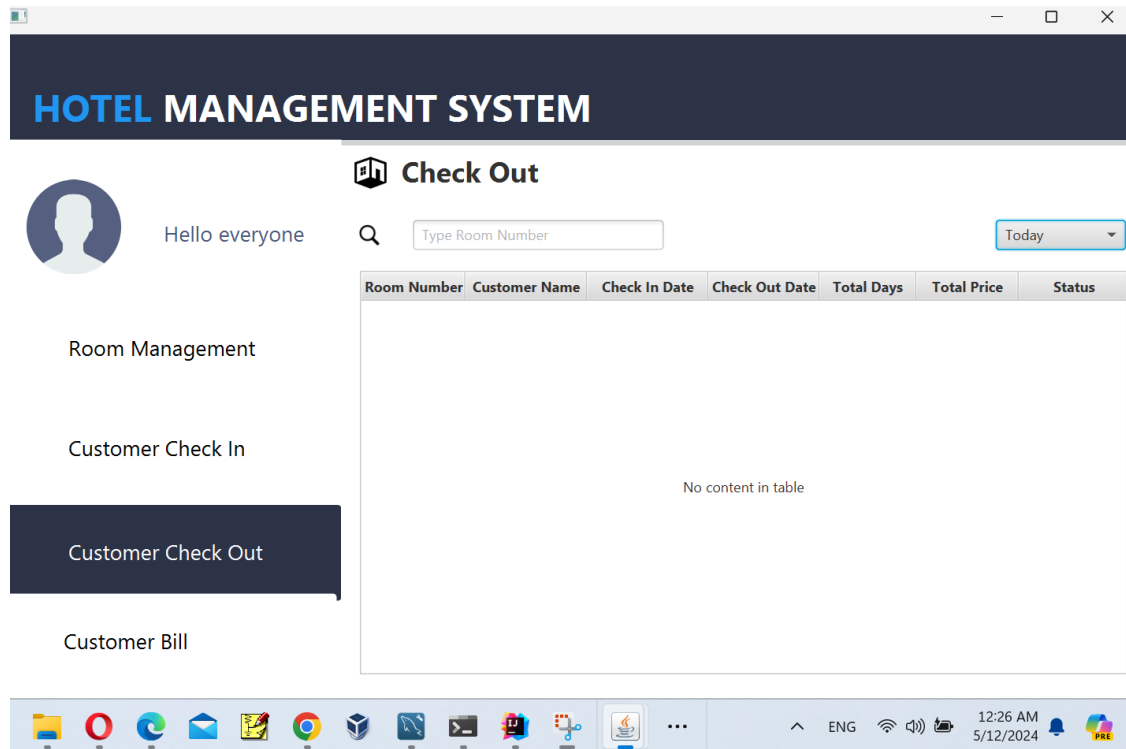 HOTEL MANAGEMENT SYSTEM
Check Out
Hello everyone
Type Room Number
Today
Room Number Customer Name Check In Date Check Out Date Total Days Total Price Status
Room Management
Customer Check In
No content in table
Customer Check Out
Customer Bill
ENG
12:26 AM
5/12/2024
PRE